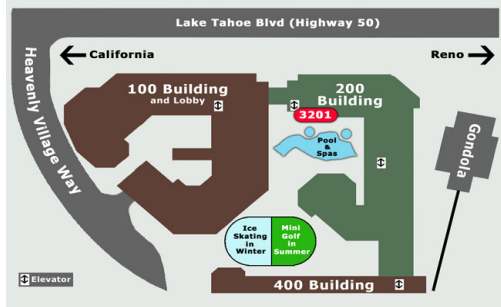 Lake Tahoe Blvd (Highway 50)
California
Reno
Heavenly Village Way
100 Building
and Lobby
200
Building
3201
Pool
&
Spas
Gondola
Ice
Skating
in
Winter
Mini
Golf
in
Summer
Elevator
400 Building